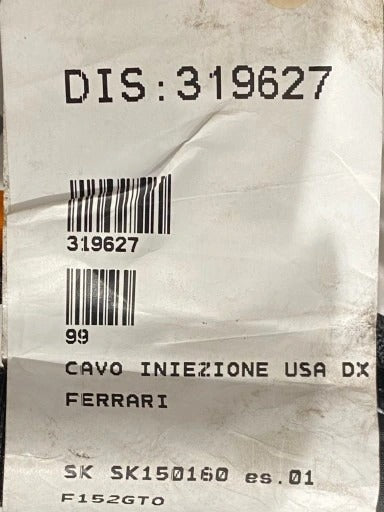 DIS:319627
319627
99
CAVO INIEZIONE USA DX
FERRARI
SK SK150160 es.01
F152GTO